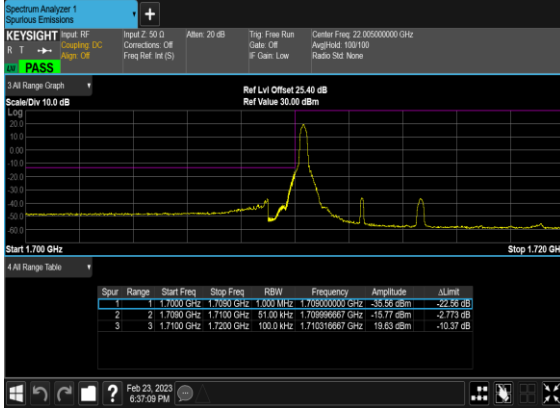 Spectrum Analyzer 1
Spurious Emissions
+
KEYSIGHT Input: RF Input Z: 50 Ω Atten: 20 dB Trig: Free Run Center Freq: 22.005000000 GHz
R T Coupling: DC Corrections: Off Gate: Off Avg|Hold: 100/100
Align: Off Freq Ref: Int (S) IF Gain: Low Radio Std: None
PASS
3.All Range Graph
Ref Lvl Offset 25.40 dB
Scale/Div 10.0 dB Ref Value 30.00 dBm
Log
20.0
10.0
0.00
-10.0
-20.0
-30.0
-40.0
-50.0
-60.0
Start 1.700 GHz Stop 1.720 GH
4.All Range Table
Spur Range Start Freq Stop Freq RBW Frequency Amplitude ΔLimit
1 1 1.7000 GHz 1.7090 GHz 1.000 MHz 1.709000000 GHz -35.56 dBm -22.56 dB
2 2 1.7090 GHz 1.7100 GHz 51.00 kHz 1.709996667 GHz -15.77 dBm -2.773 dB
3 3 1.7100 GHz 1.7200 GHz 100.0 kHz 1.710316667 GHz 19.63 dBm -10.37 dB
? Feb 23, 2023
6:37:09 PM